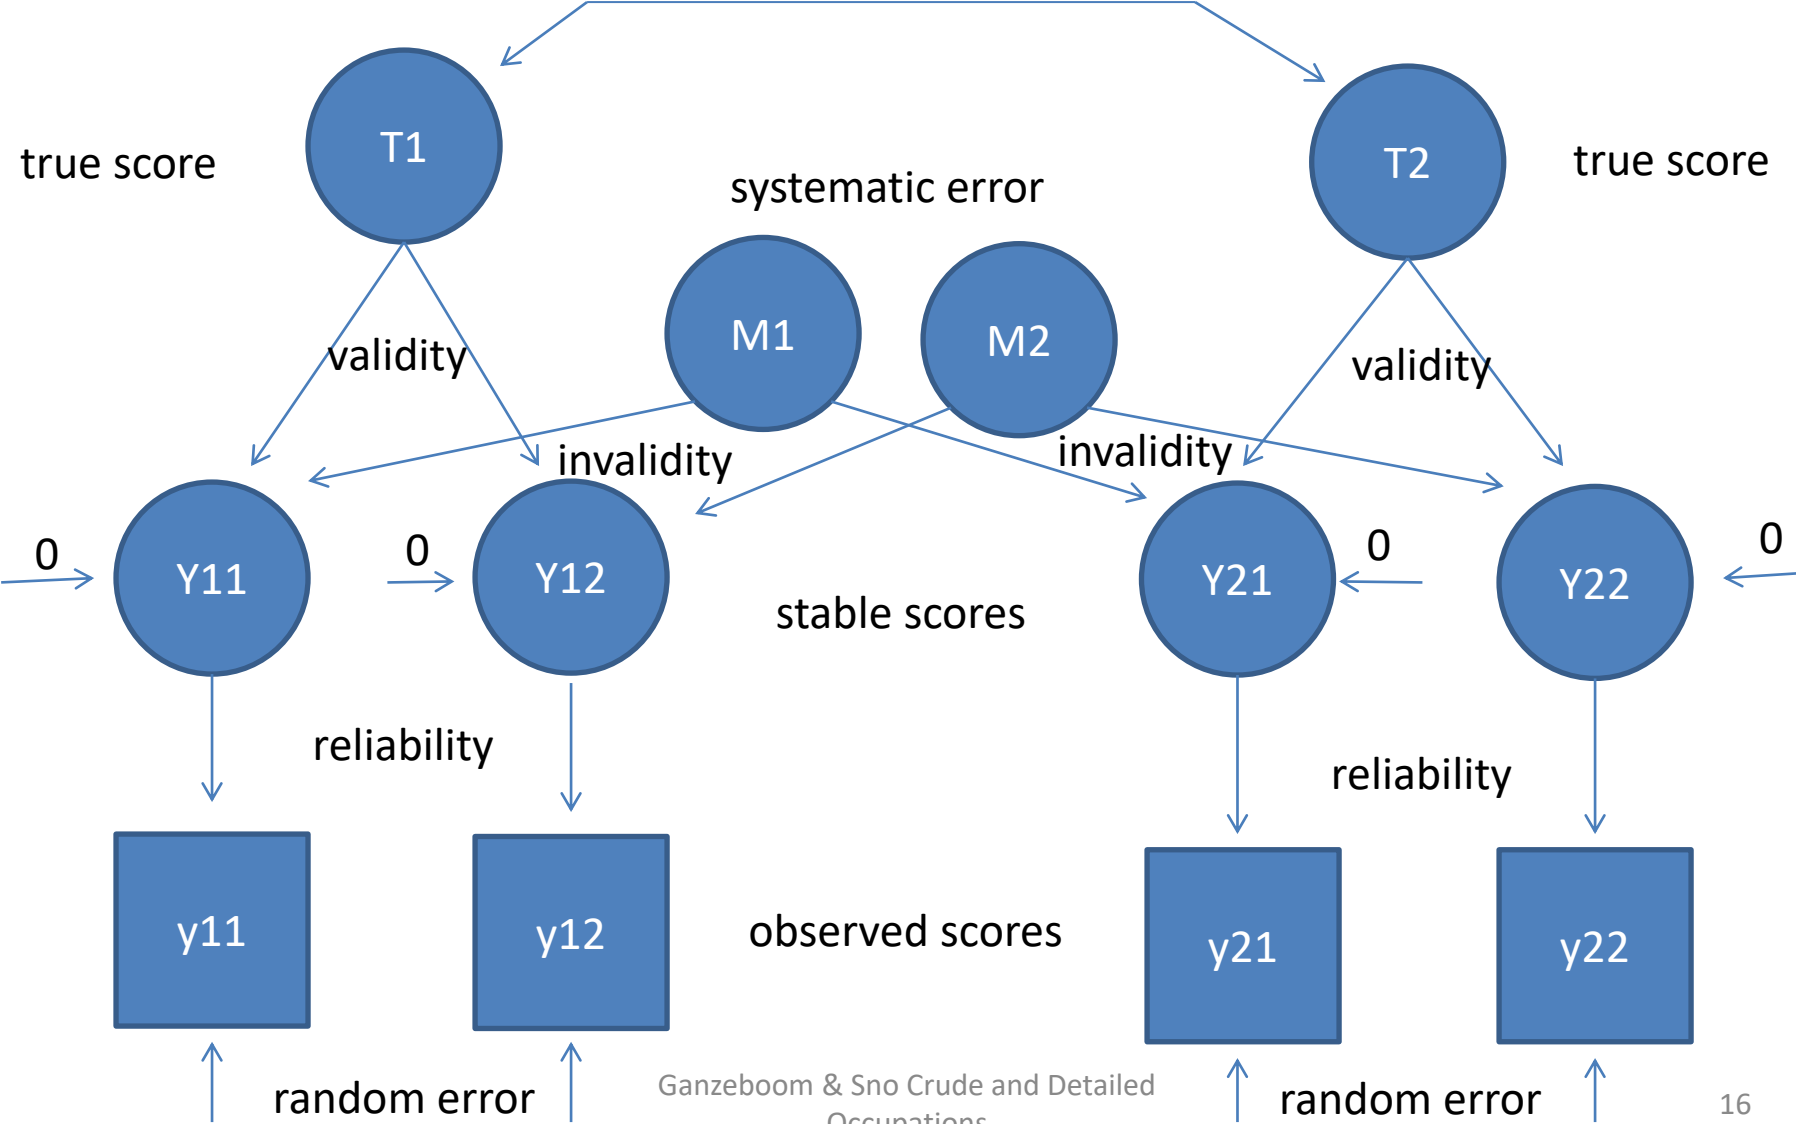 T1
T2
true score
true score
systematic error
M1
M2
validity
validity
invalidity
invalidity
0
0
0
0
Y11
Y12
Y21
Y22
stable scores
reliability
reliability
y11
y12
observed scores
y21
y22
random error
Ganzeboom & Sno Crude and Detailed
Occupations
random error
16